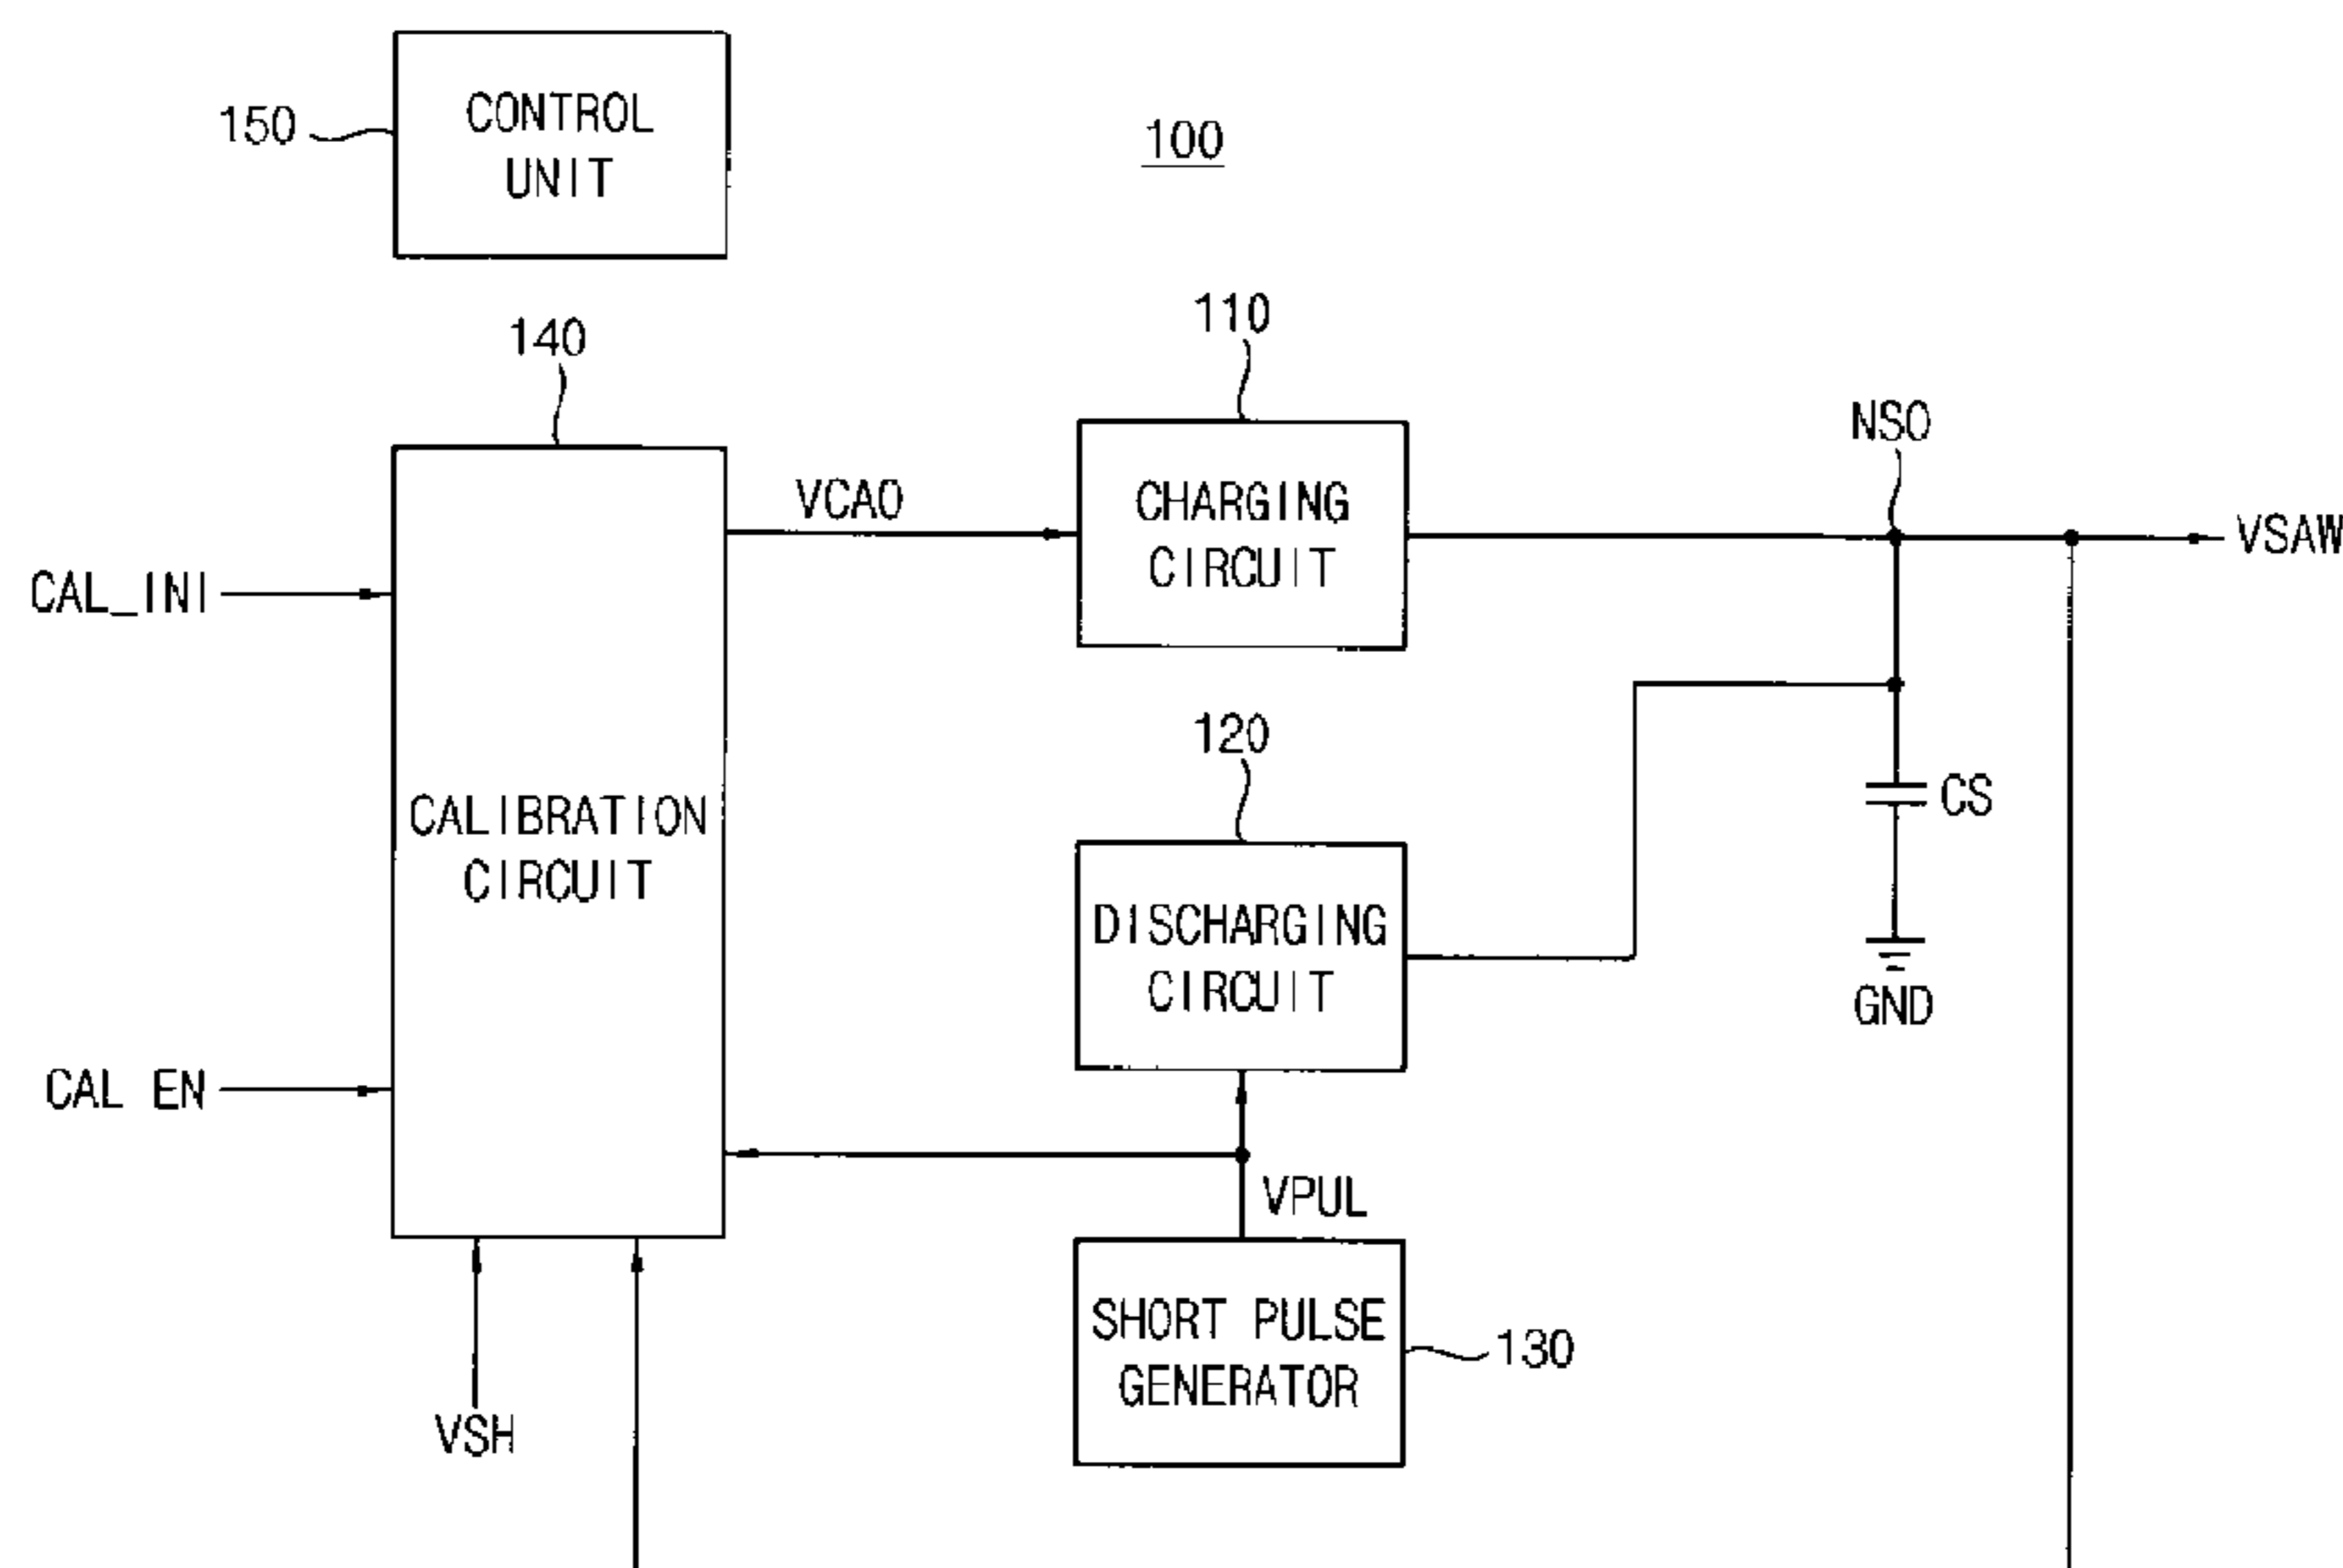 150
CONTROL
UNIT
100
140
110
NSO
VCAO
CHARGING
CIRCUIT
VSAW
CAL_INI
120
CALIBRATION
CIRCUIT
CS
DISCHARGING
CIRCUIT
GND
CAL EN
VPUL
SHORT PULSE
GENERATOR
130
VSH